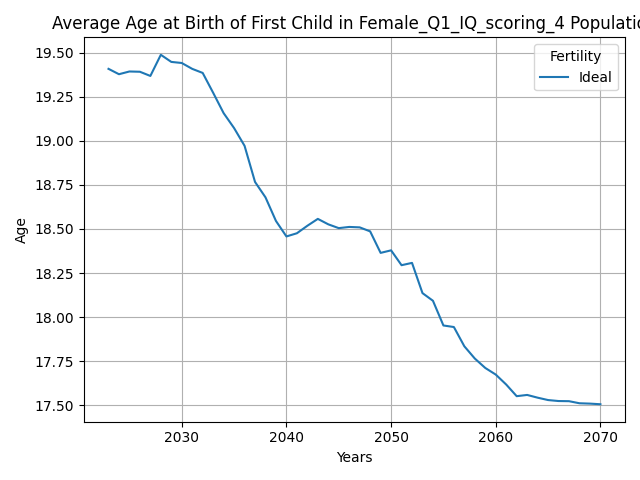 Average Age at Birth of First Child in Female_Q1_IQ_scoring_4 Populatio
Fertility
Ideal
19.50
19.25
19.00
18.75
18.50
18.25
18.00
17.75
17.50
Age
2030 2040 2050 2060 2070
Years